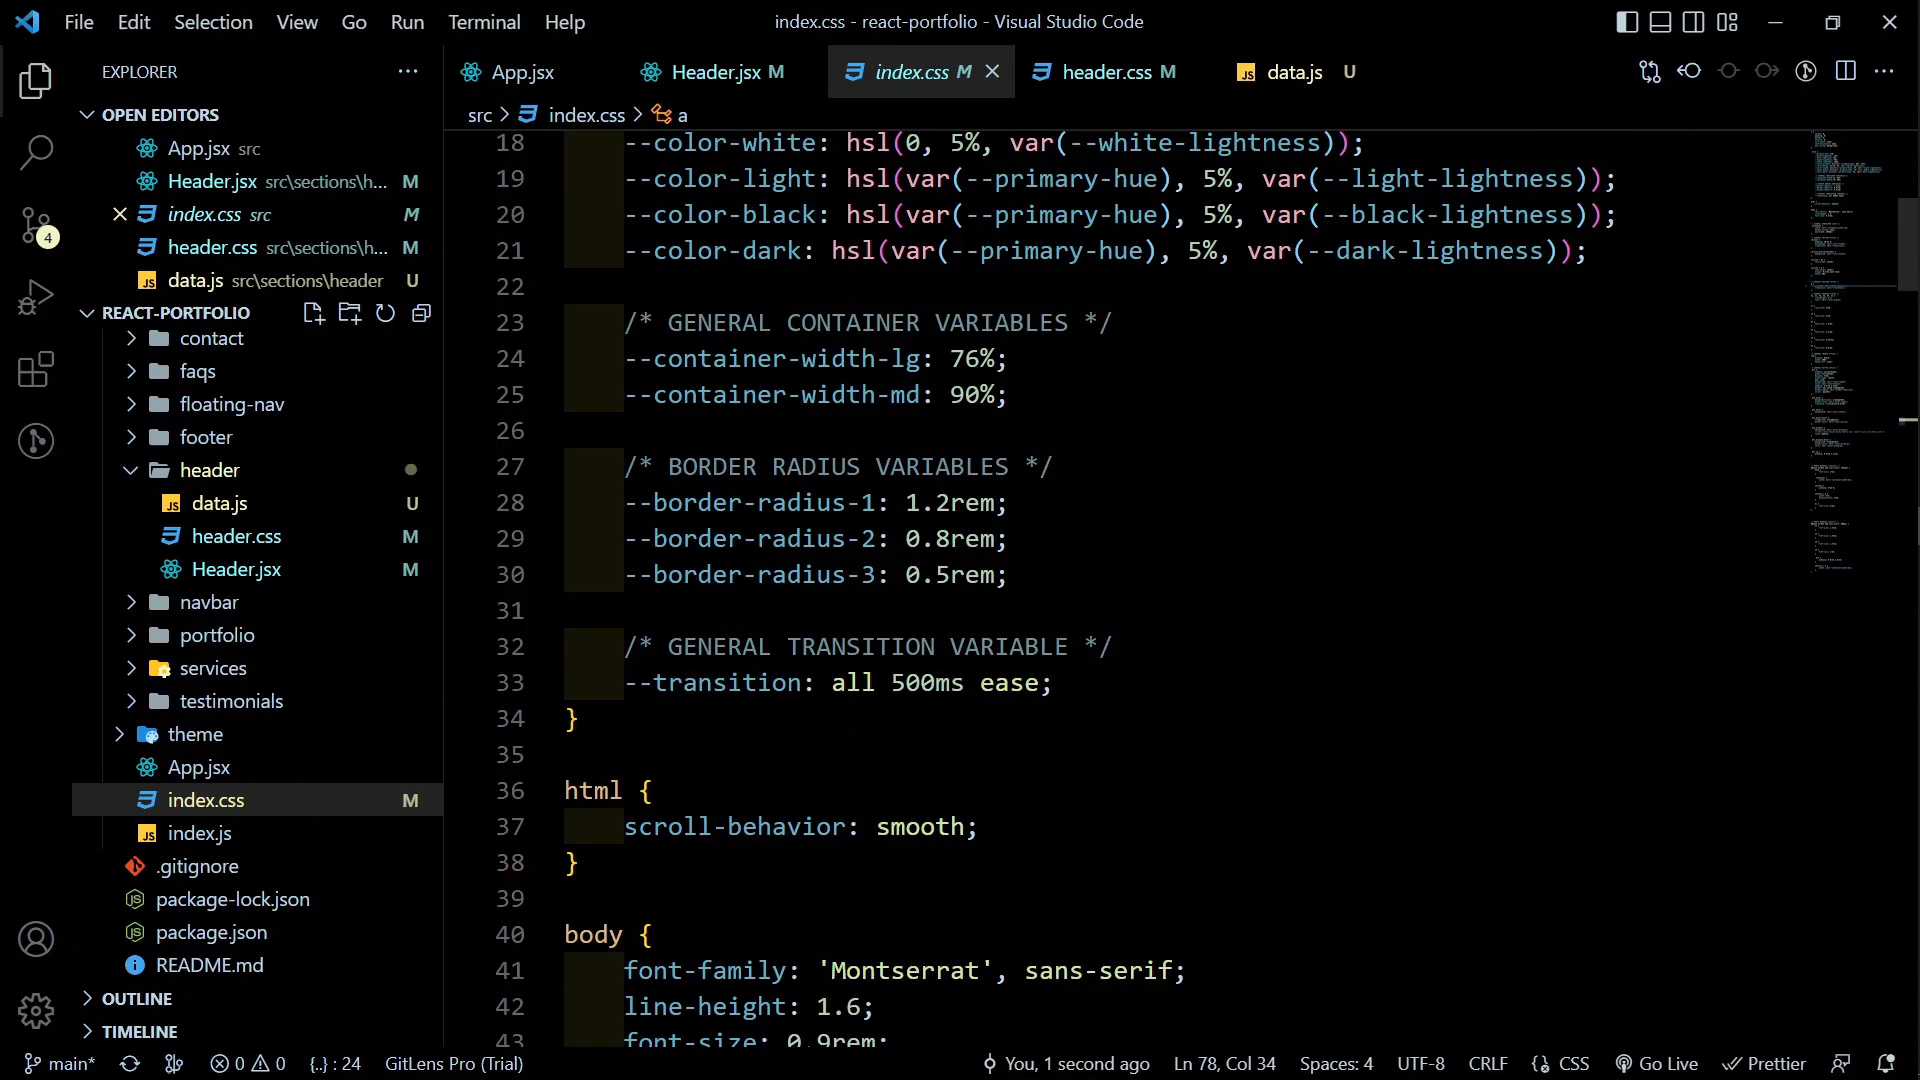 File Edit Selection View Go Run Terminal Help
index.css - react-portfolio - Visual Studio Code
EXPLORER
OPEN EDITORS
App.jsx src
Header.jsx src\sections\h... M
index.css src M
header.css src\sections\h... M
data.js src\sections\header U
REACT-PORTFOLIO
contact
faqs
floating-nav
footer
header
data.js U
header.css M
Header.jsx M
navbar
portfolio
services
testimonials
theme
App.jsx
index.css M
index.js
.gitignore
package-lock.json
package.json
README.md
OUTLINE
TIMELINE
4
App.jsx Header.jsx M index.css M header.css M data.js U
src > index.css > a
18 --color-white: hsl(0, 5%, var(--white-lightness));
19 --color-light: hsl(var(--primary-hue), 5%, var(--light-lightness));
20 --color-black: hsl(var(--primary-hue), 5%, var(--black-lightness));
21 --color-dark: hsl(var(--primary-hue), 5%, var(--dark-lightness));
22
23 /* GENERAL CONTAINER VARIABLES */
24 --container-width-lg: 76%;
25 --container-width-md: 90%;
26
27 /* BORDER RADIUS VARIABLES */
28 --border-radius-1: 1.2rem;
29 --border-radius-2: 0.8rem;
30 --border-radius-3: 0.5rem;
31
32 /* GENERAL TRANSITION VARIABLE */
33 --transition: all 500ms ease;
34 }
35
36 html {
37 scroll-behavior: smooth;
38 }
39
40 body {
41 font-family: 'Montserrat', sans-serif;
42 line-height: 1.6;
43 font-size: 0.9rem;
main* 0 0 {..} : 24 GitLens Pro (Trial) You, 1 second ago Ln 78, Col 34 Spaces: 4 UTF-8 CRLF CSS Go Live Prettier